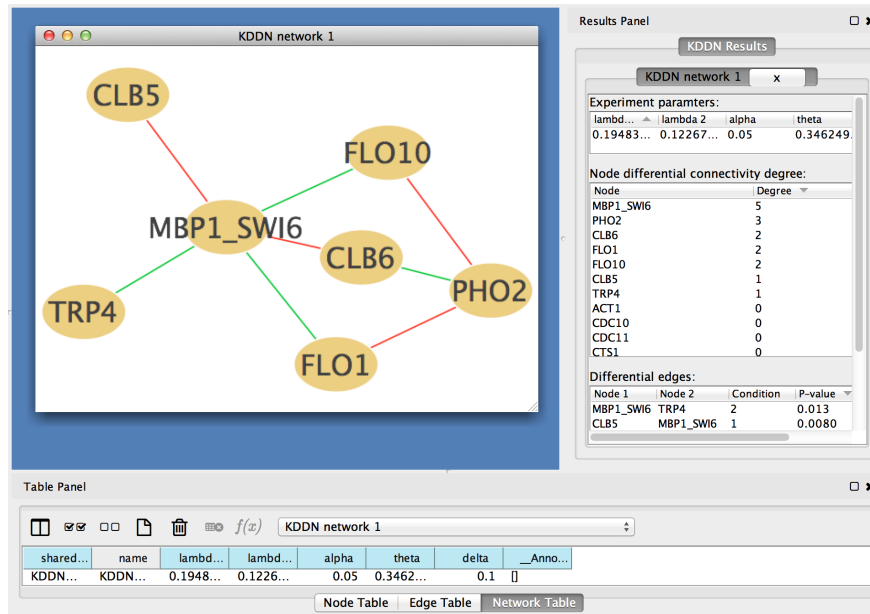 KDDN network 1
CLB5
FLO10
MBP1_SWI6
CLB6
PHO2
TRP4
FLO1
Results Panel
KDDN Results
KDDN network 1 x
Experiment paramters:
lambd... lambda 2 alpha theta
0.19483... 0.12267... 0.05 0.346249.
Node differential connectivity degree:
Node Degree
MBP1_SWI6 5
PHO2 3
CLB6 2
FLO1 2
FLO10 2
CLB5 1
TRP4 1
ACT1 0
CDC10 0
CDC11 0
CTS1 0
Differential edges:
Node 1 Node 2 Condition P-value
MBP1_SWI6 TRP4 2 0.013
CLB5 MBP1_SWI6 1 0.0080
Table Panel
f(x) KDDN network 1
shared... name lambd... lambd... alpha theta delta __Anno...
KDDN... KDDN... 0.1948... 0.1226... 0.05 0.3462... 0.1 []
Node Table Edge Table Network Table